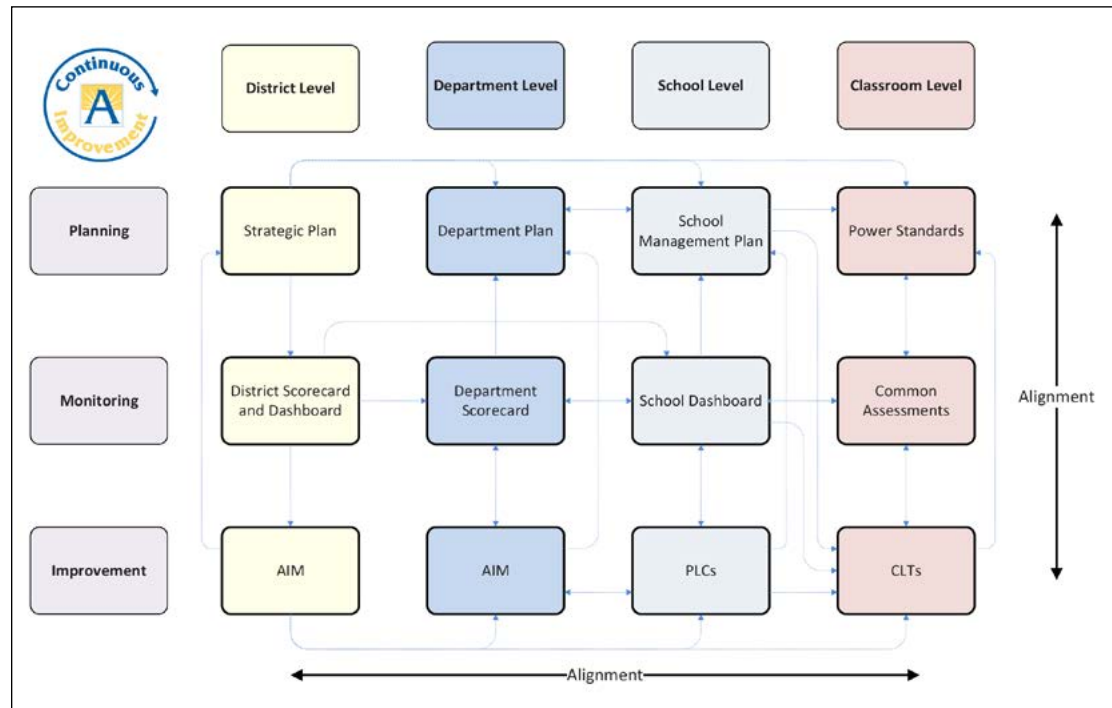 Continuous
A
Improvement
District Level
Department Level
School Level
Classroom Level
Planning
Strategic Plan
Department Plan
School
Management Plan
Power Standards
Monitoring
District Scorecard
and Dashboard
Department
Scorecard
School Dashboard
Common
Assessments
Alignment
Improvement
AIM
AIM
PLCs
CLTs
Alignment